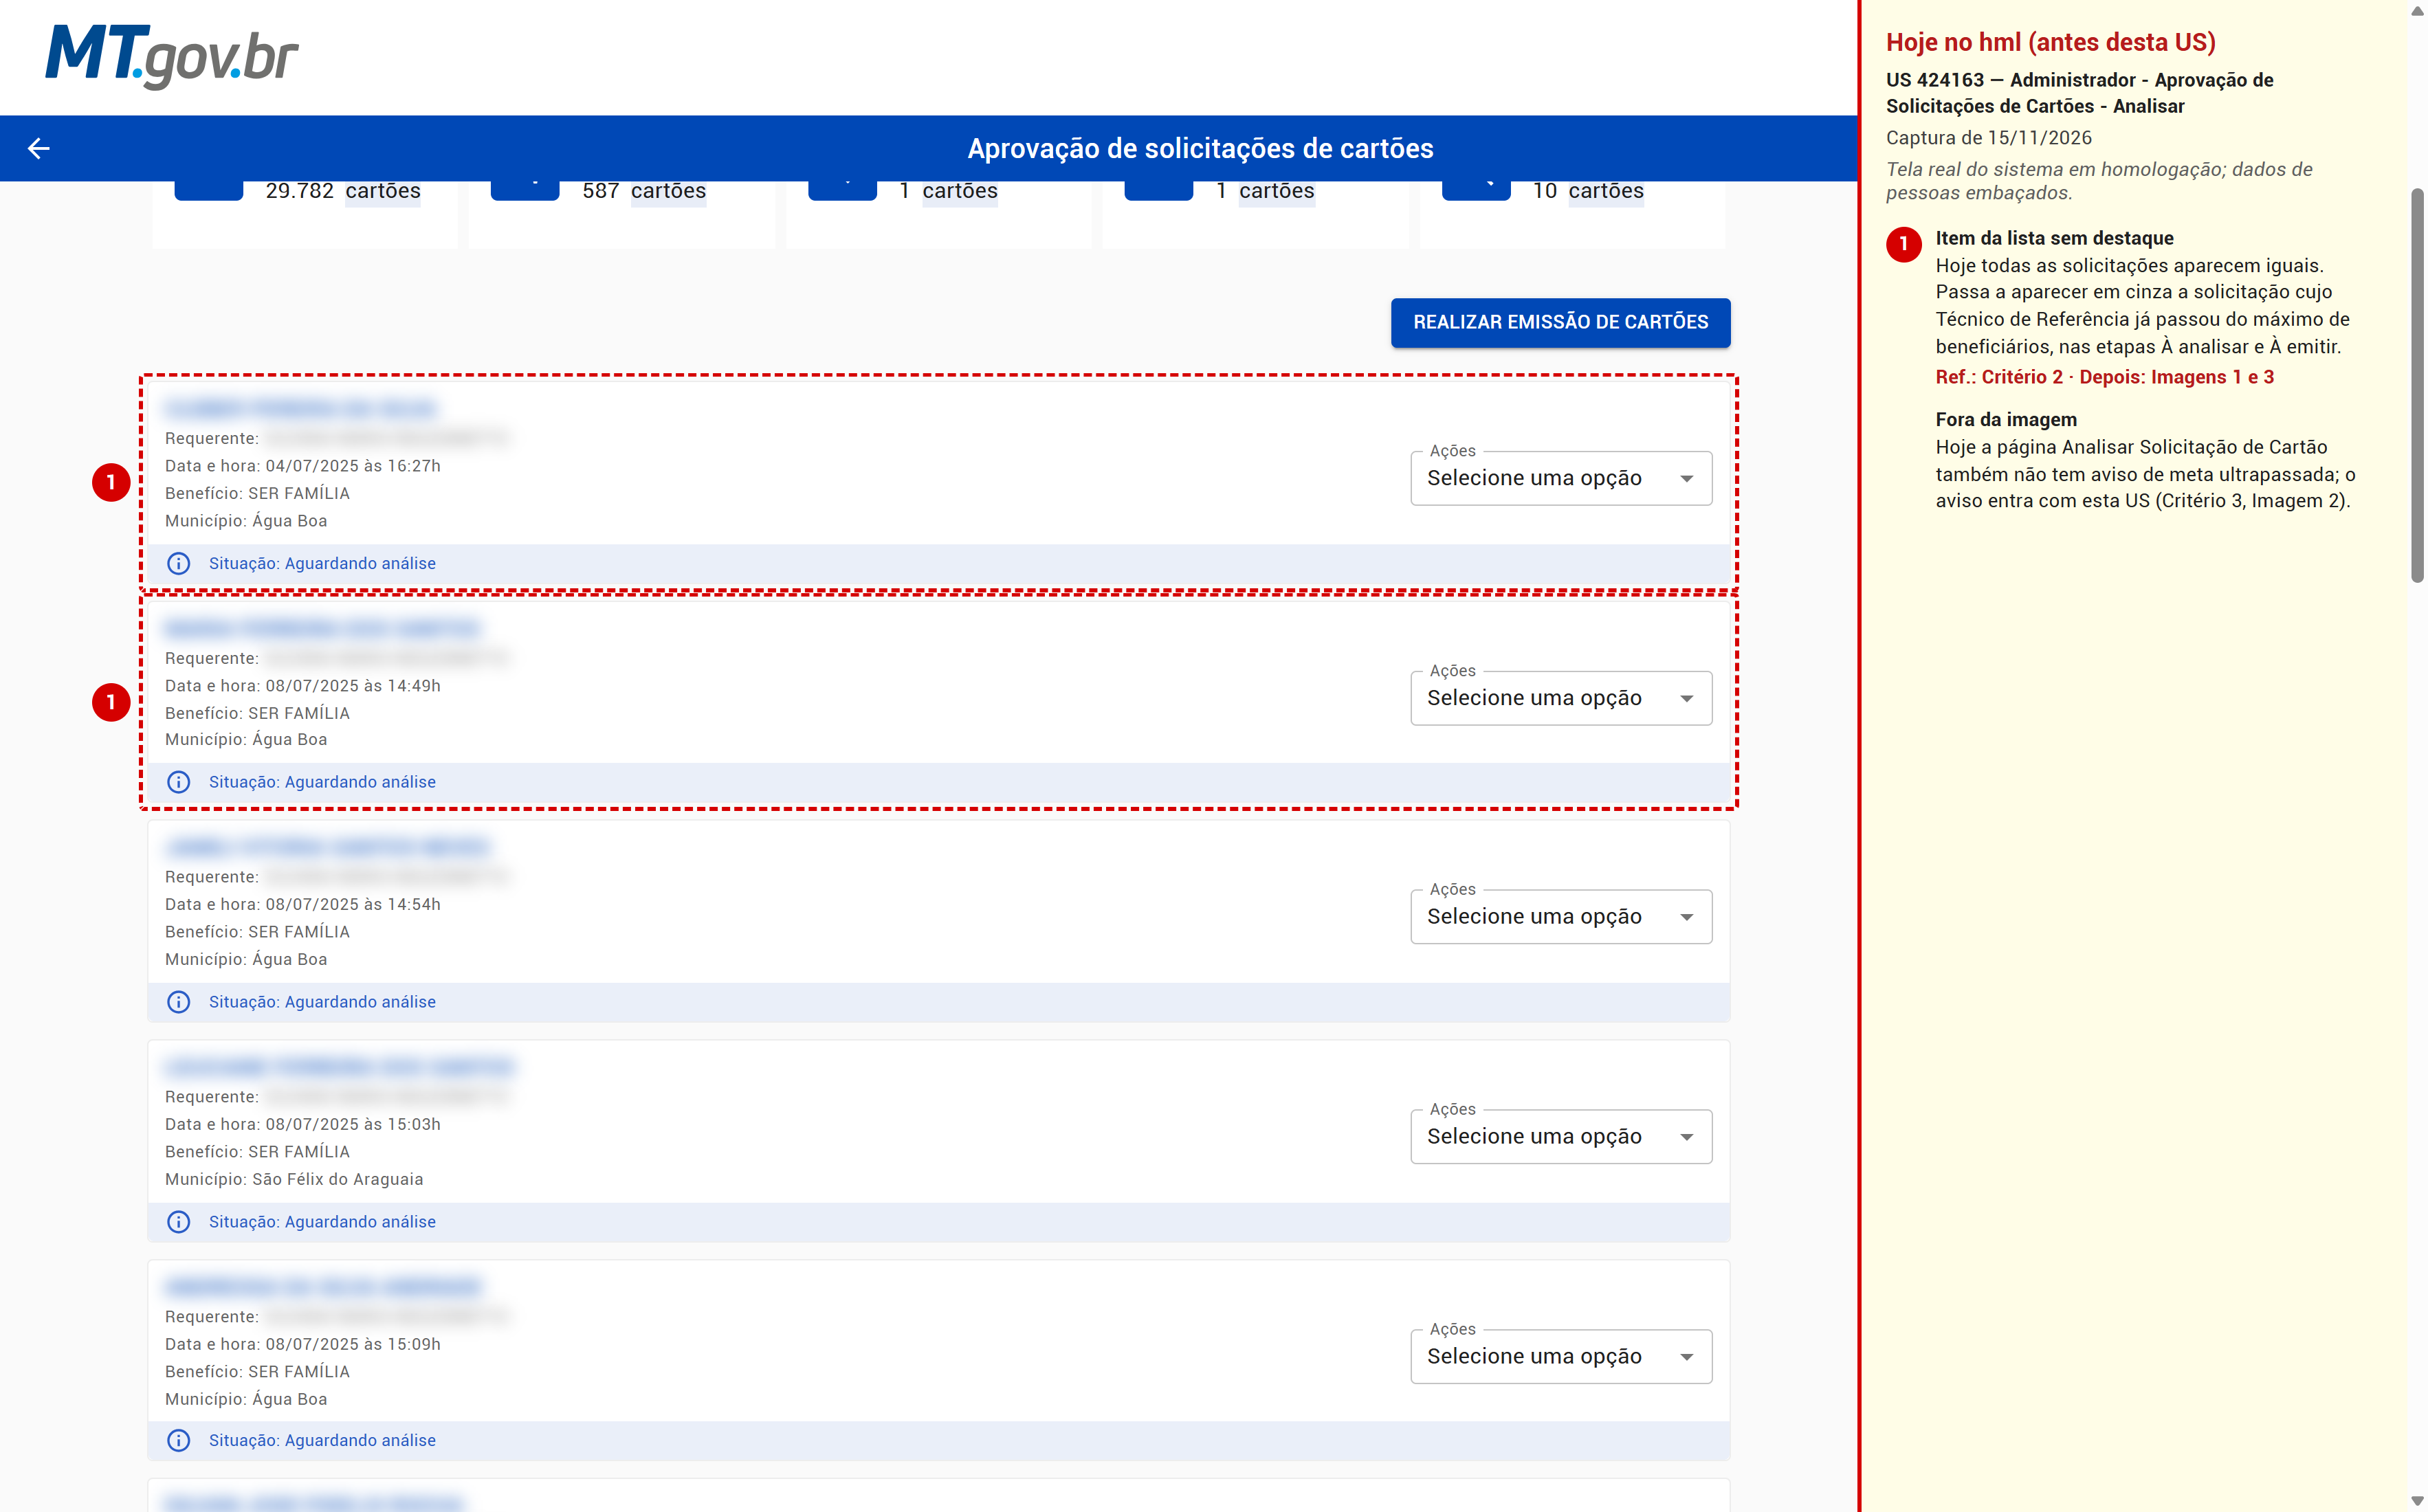 MT.gov.br
Aprovação de solicitações de cartões
29.782 cartões
587 cartões
1 cartões
1 cartões
10 cartões
REALIZAR EMISSÃO DE CARTÕES
Requerente:
Data e hora: 04/07/2025 às 16:27h
Benefício: SER FAMÍLIA
Município: Água Boa
Ações
Selecione uma opção
1
Situação: Aguardando análise
Requerente:
Data e hora: 08/07/2025 às 14:49h
Benefício: SER FAMÍLIA
Município: Água Boa
Ações
Selecione uma opção
1
Situação: Aguardando análise
Requerente:
Data e hora: 08/07/2025 às 14:54h
Benefício: SER FAMÍLIA
Município: Água Boa
Ações
Selecione uma opção
Situação: Aguardando análise
Requerente:
Data e hora: 08/07/2025 às 15:03h
Benefício: SER FAMÍLIA
Município: São Félix do Araguaia
Ações
Selecione uma opção
Situação: Aguardando análise
Requerente:
Data e hora: 08/07/2025 às 15:09h
Benefício: SER FAMÍLIA
Município: Água Boa
Ações
Selecione uma opção
Situação: Aguardando análise
Hoje no hml (antes desta US)
US 424163 — Administrador - Aprovação de
Solicitações de Cartões - Analisar
Captura de 15/11/2026
Tela real do sistema em homologação; dados de
pessoas embaçados.
1
Item da lista sem destaque
Hoje todas as solicitações aparecem iguais.
Passa a aparecer em cinza a solicitação cujo
Técnico de Referência já passou do máximo de
beneficiários, nas etapas À analisar e À emitir.
Ref.: Critério 2 · Depois: Imagens 1 e 3
Fora da imagem
Hoje a página Analisar Solicitação de Cartão
também não tem aviso de meta ultrapassada; o
aviso entra com esta US (Critério 3, Imagem 2).